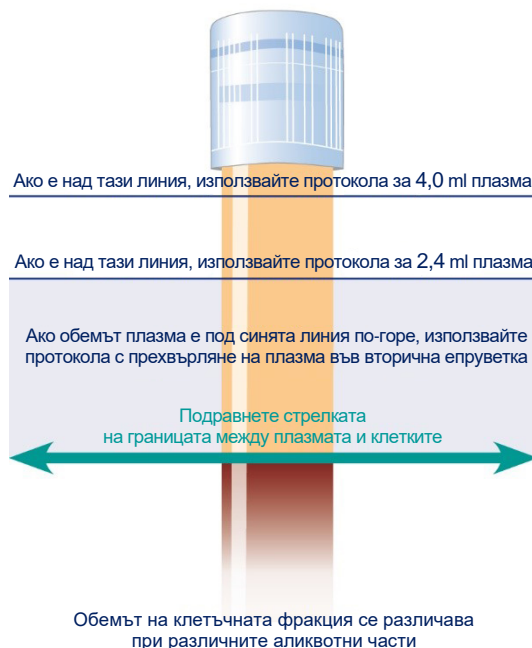 Ако е над тази линия, използвайте протокола за 4,0 ml плазма
Ако е над тази линия, използвайте протокола за 2,4 ml плазма
Ако обемът плазма е под синята линия по-горе, използвайте
протокола с прехвърляне на плазма във вторична епруветка
Подравнете стрелката
на границата между плазмата и клетките
Обемът на клетъчната фракция се различава
при различните аликвотни части